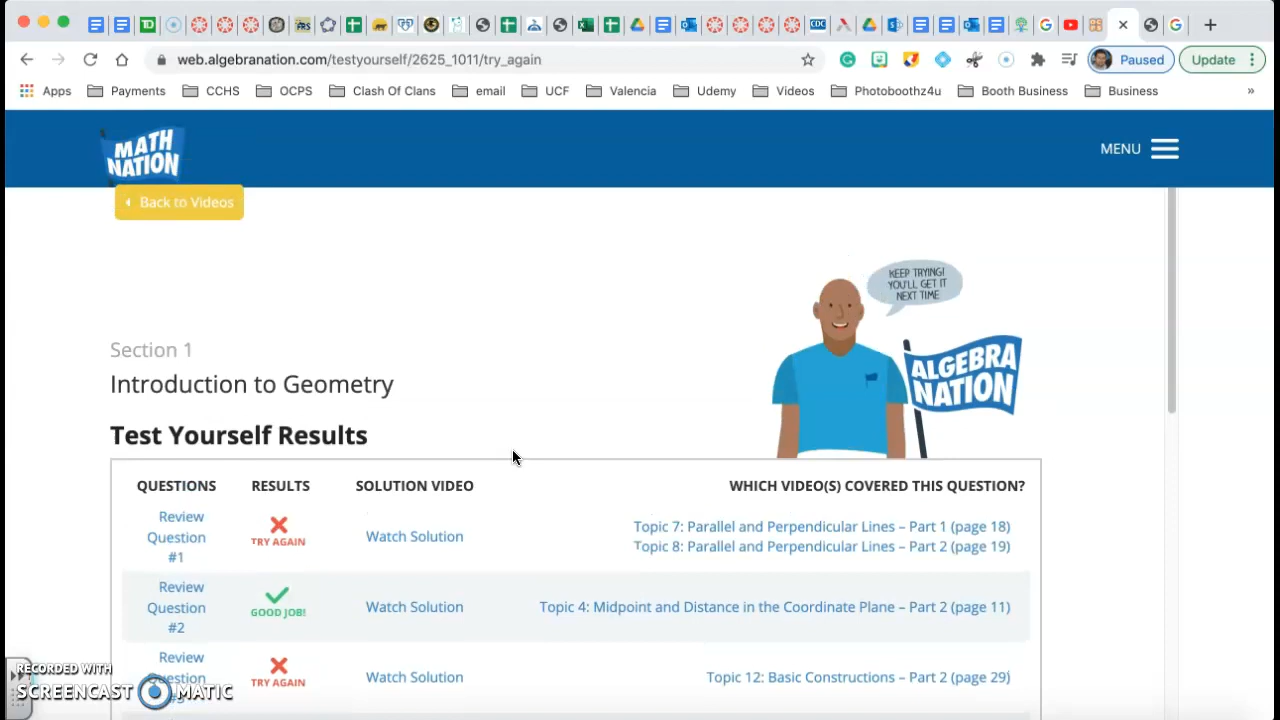 web.algebranation.com/testyourself/2625_1011/try_again
Paused
Update
Apps
Payments
CCHS
OCPS
Clash Of Clans
email
UCF
Valencia
Udemy
Videos
Photoboothz4u
Booth Business
Business
»
MATH
NATION
MENU
Back to Videos
KEEP TRYING!
YOU'LL GET IT
NEXT TIME
ALGEBRA
NATION
Section 1
Introduction to Geometry
Test Yourself Results
QUESTIONS RESULTS SOLUTION VIDEO WHICH VIDEO(S) COVERED THIS QUESTION?
Review
Question
#1
TRY AGAIN
Watch Solution
Topic 7: Parallel and Perpendicular Lines – Part 1 (page 18)
Topic 8: Parallel and Perpendicular Lines – Part 2 (page 19)
Review
Question
#2
GOOD JOB!
Watch Solution
Topic 4: Midpoint and Distance in the Coordinate Plane – Part 2 (page 11)
Review
Question
#3
TRY AGAIN
Watch Solution
Topic 12: Basic Constructions – Part 2 (page 29)
RECORDED WITH
SCREENCAST MATIC